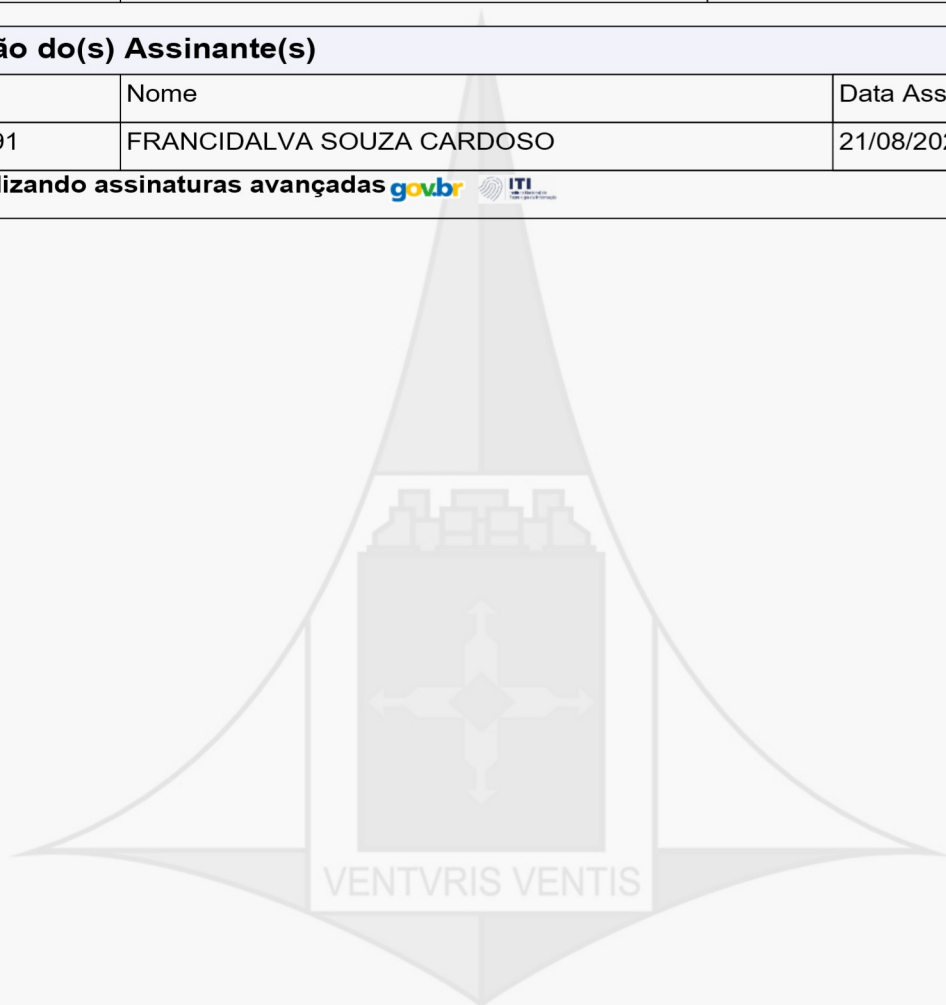 ão do(s) Assinante(s)
Nome Data Ass
91 FRANCIDALVA SOUZA CARDOSO 21/08/202
lizando assinaturas avançadas gov.br ITI
VENTVRIS VENTIS